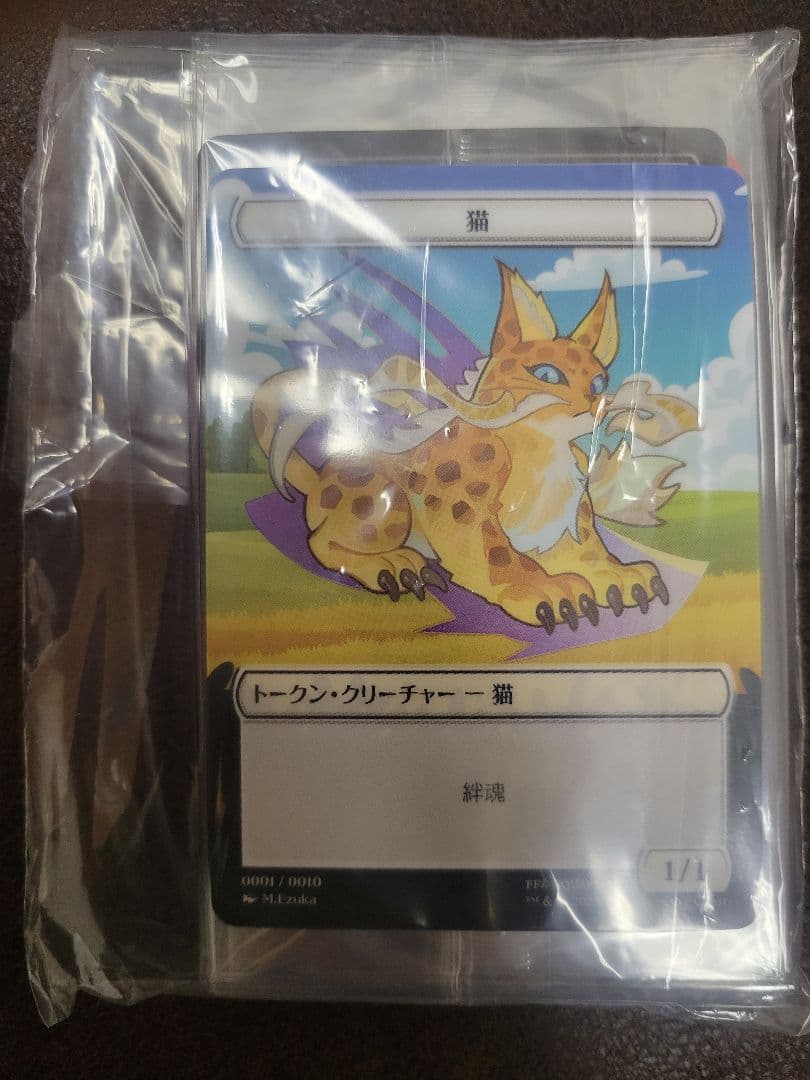 猫
トークン・クリーチャー — 猫
絆魂
1/1
0001 / 0010
M.Ezuka
™ &